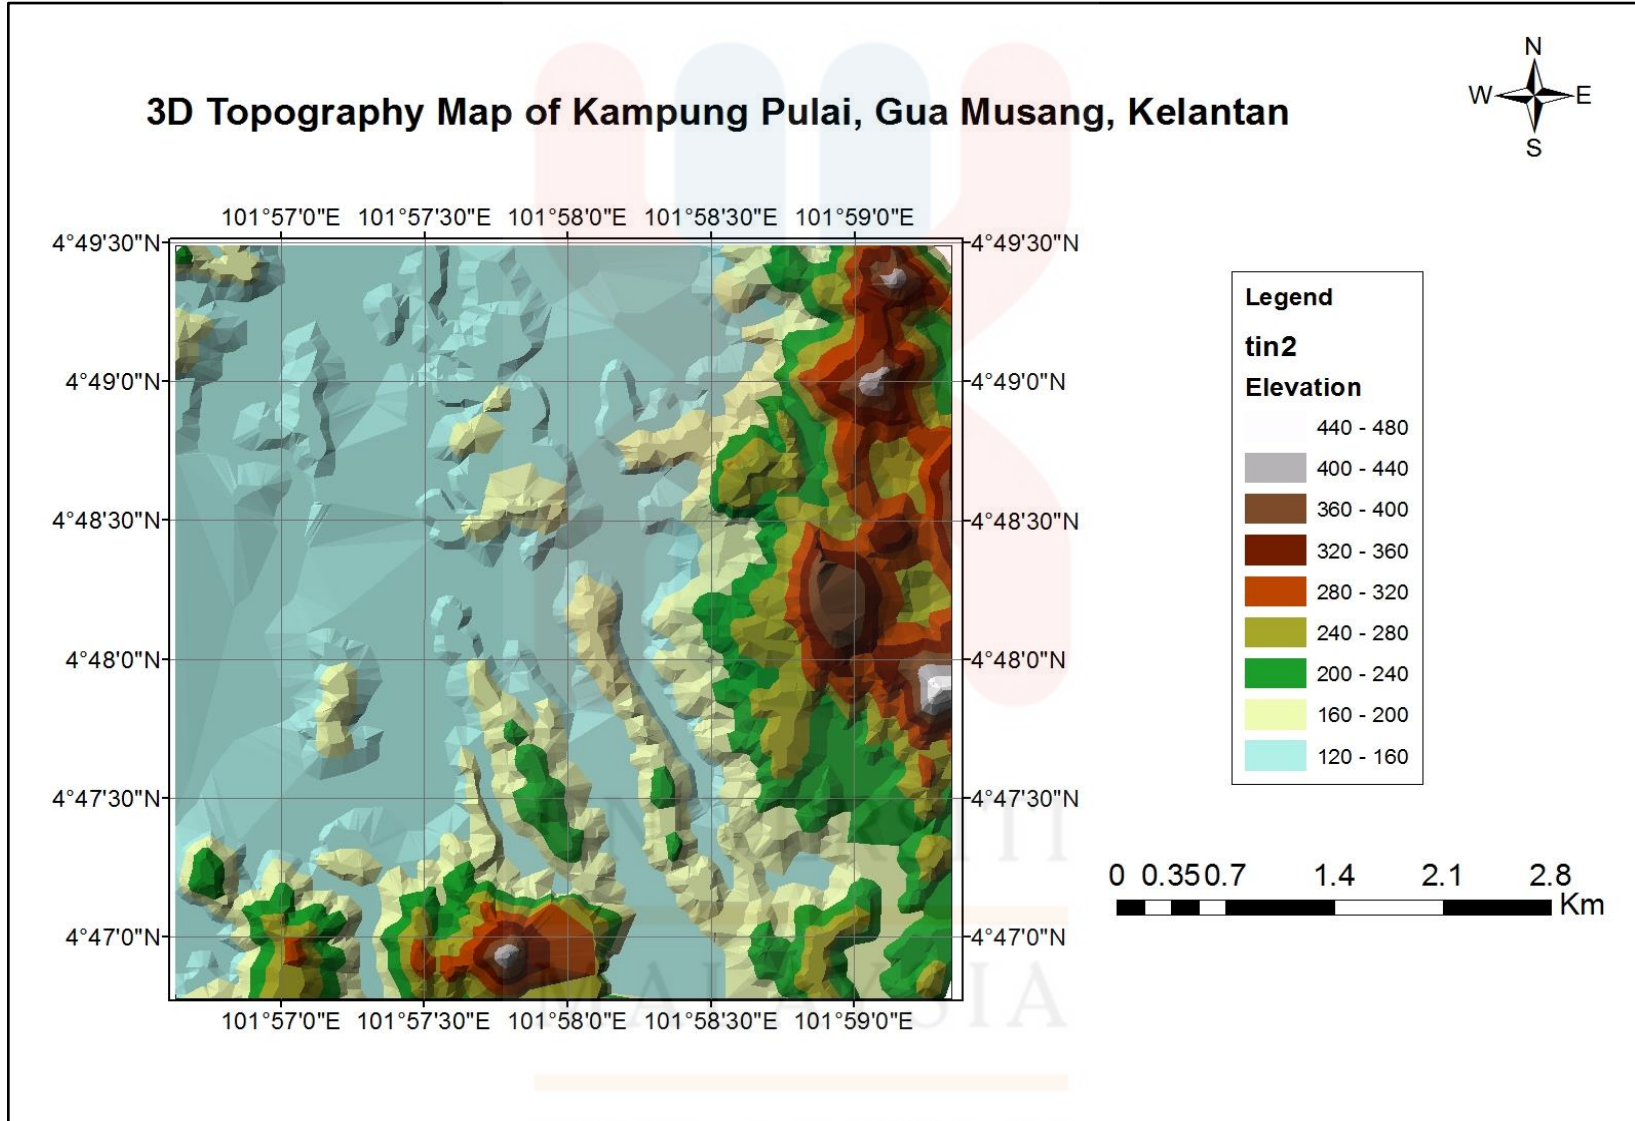 N
W E
S
3D Topography Map of Kampung Pulai, Gua Musang, Kelantan
101°57'0"E 101°57'30"E 101°58'0"E 101°58'30"E 101°59'0"E
4°49'30"N 4°49'30"N
4°49'0"N 4°49'0"N
4°48'30"N 4°48'30"N
4°48'0"N 4°48'0"N
4°47'30"N 4°47'30"N
4°47'0"N 4°47'0"N
101°57'0"E 101°57'30"E 101°58'0"E 101°58'30"E 101°59'0"E
Legend
tin2
Elevation
440 - 480
400 - 440
360 - 400
320 - 360
280 - 320
240 - 280
200 - 240
160 - 200
120 - 160
0 0.35 0.7 1.4 2.1 2.8
Km
UNIVERSITI
MALAYSIA